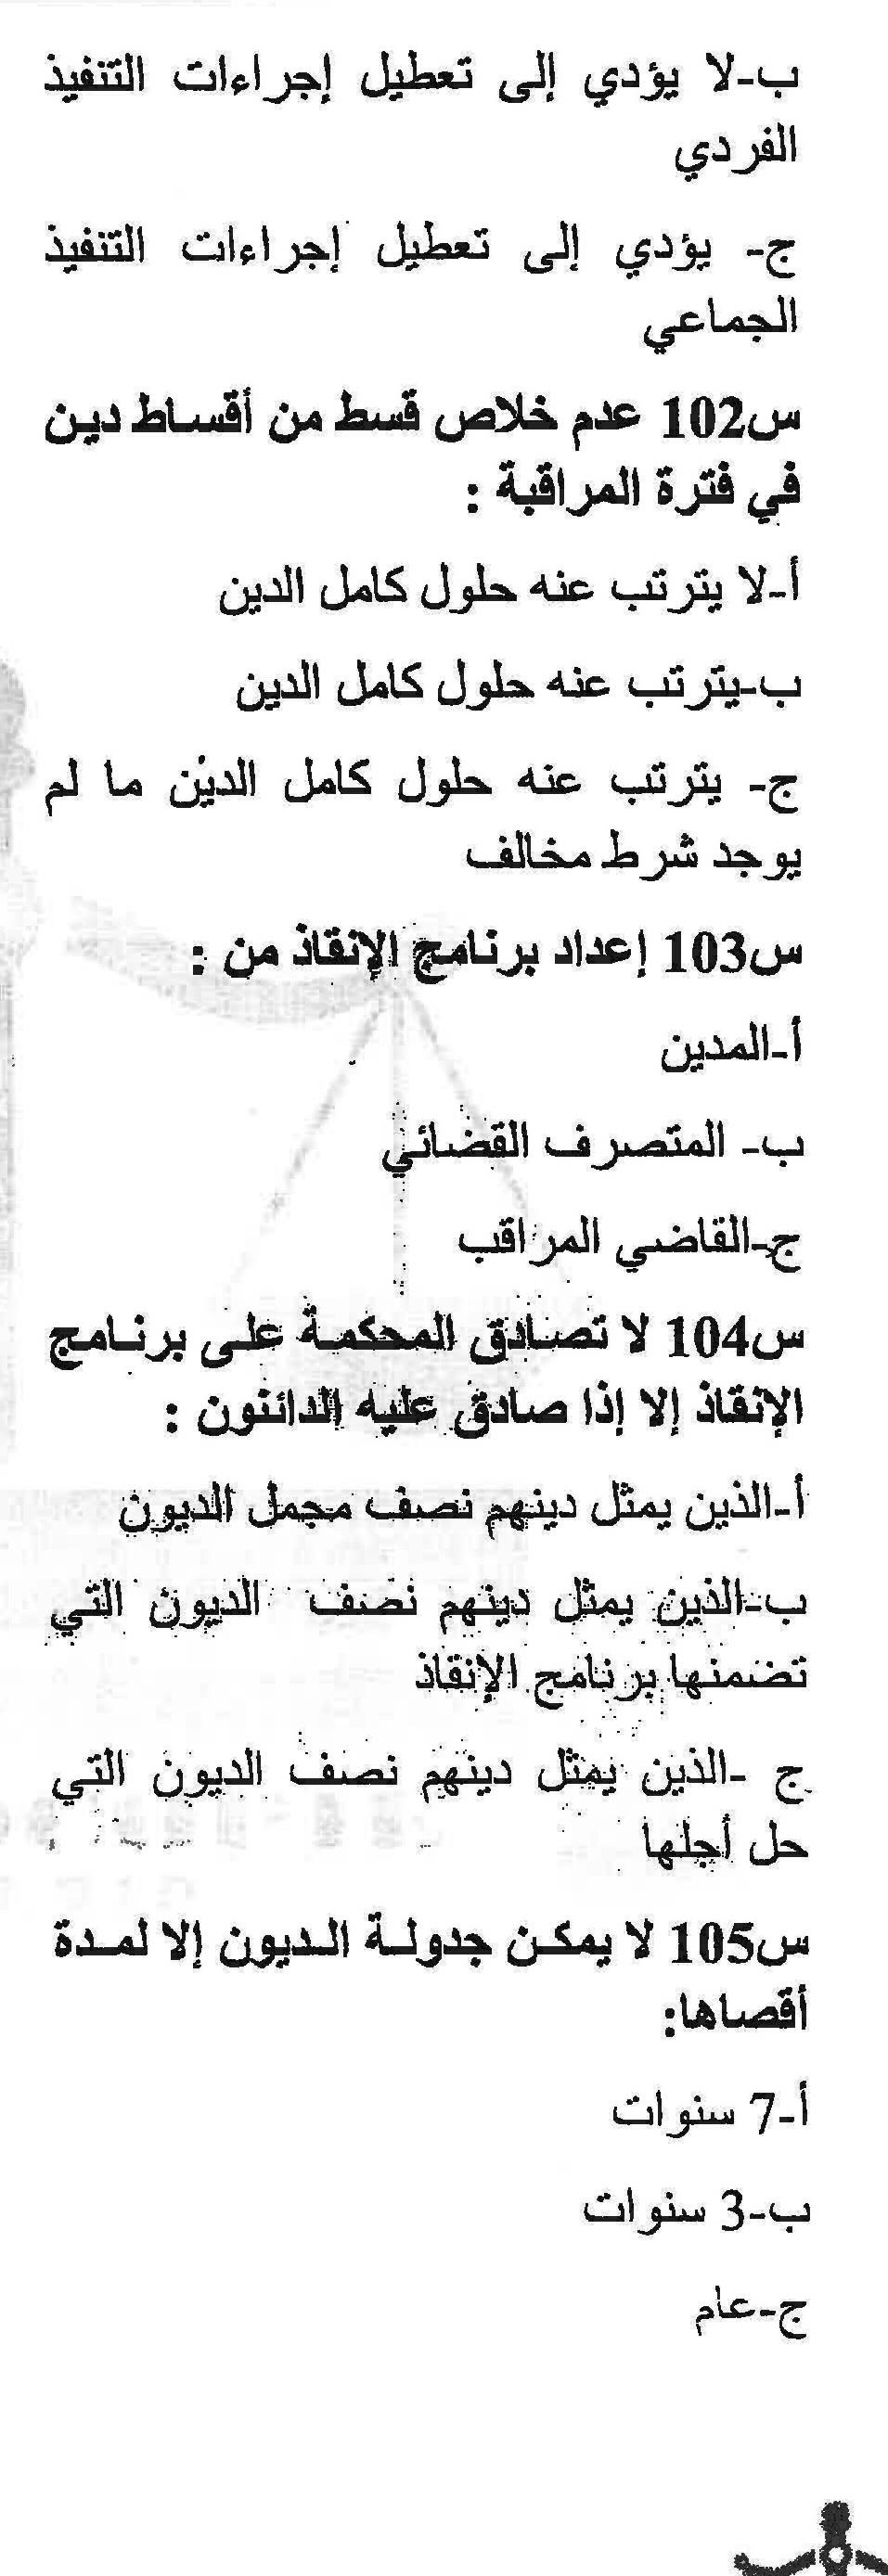 ب-لا يؤدي إلى تعطيل إجراءات التنفيذ
الفردي
ج- يؤدي إلى تعطيل إجراءات التنفيذ
الجماعي
س102 عدم خلاص قسط من أقساط دين
في فترة المراقبة :
أ-لا يترتب عنه حلول كامل الدين
ب-يترتب عنه حلول كامل الدين
ج- يترتب عنه حلول كامل الدين ما لم
يوجد شرط مخالف
س103 إعداد برنامج الإنقاذ من :
أ-المدين
ب- المتصرف القضائي
ج-القاضي المراقب
س104 لا تصادق المحكمة على برنامج
الإنقاذ إلا إذا صادق عليه الدائنون :
أ-الذين يمثل دينهم نصف مجمل الديون
ب-الذين يمثل دينهم نصف الديون التي
تضمنها برنامج الإنقاذ
ج -الذين يمثل دينهم نصف الديون التي
حل أجلها
س105 لا يمكن جدولة الديون إلا لمدة
أقصاها:
أ-7 سنوات
ب-3 سنوات
ج-عام